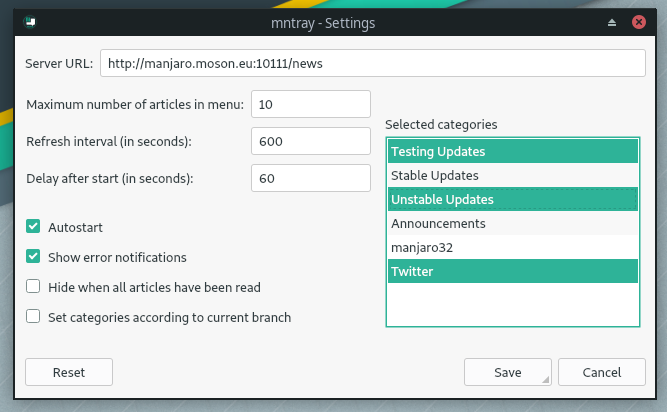 mntray - Settings
Server URL: http://manjaro.moson.eu:10111/news
Maximum number of articles in menu: 10
Refresh interval (in seconds): 600
Delay after start (in seconds): 60
Autostart
Show error notifications
Hide when all articles have been read
Set categories according to current branch
Selected categories
Testing Updates
Stable Updates
Unstable Updates
Announcements
manjaro32
Twitter
Reset
Save
Cancel